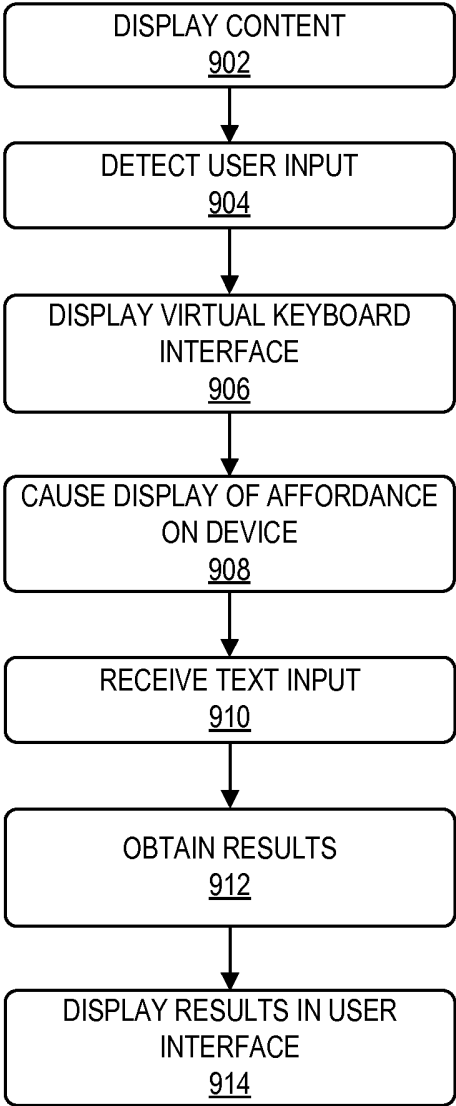 DISPLAY CONTENT
902
DETECT USER INPUT
904
DISPLAY VIRTUAL KEYBOARD
INTERFACE
906
CAUSE DISPLAY OF AFFORDANCE
ON DEVICE
908
RECEIVE TEXT INPUT
910
OBTAIN RESULTS
912
DISPLAY RESULTS IN USER
INTERFACE
914